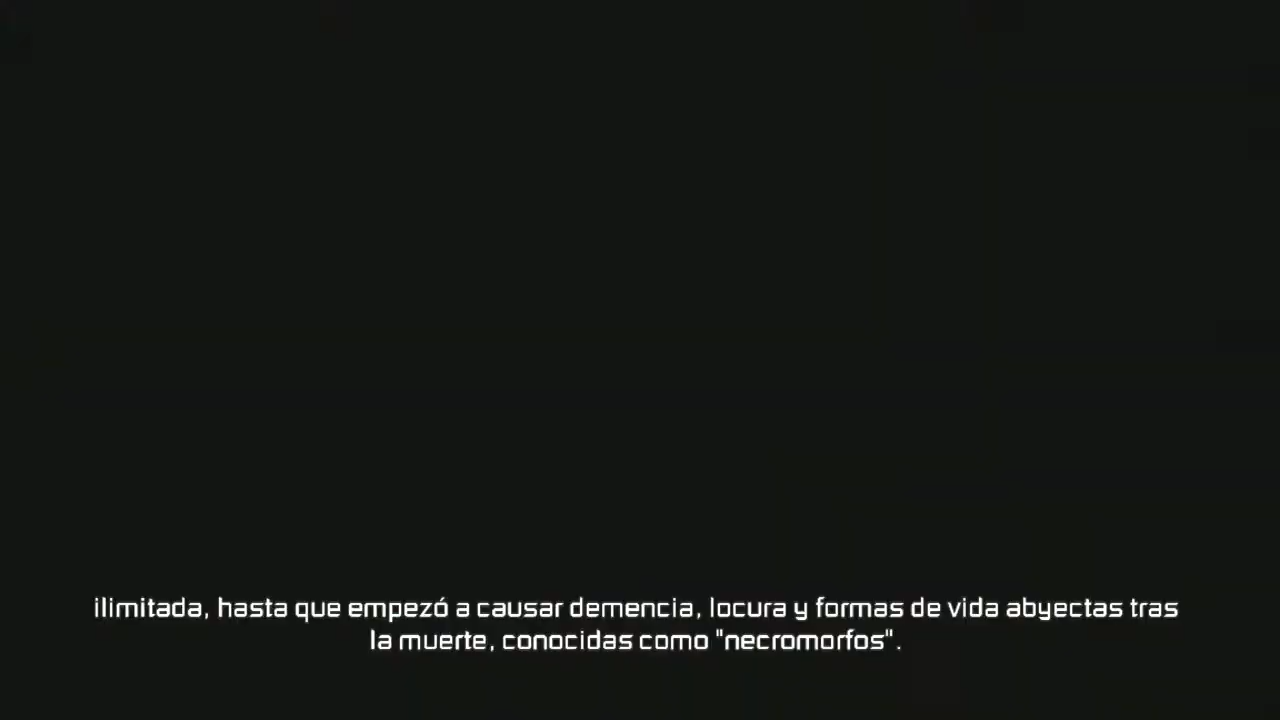 ilimitada, hasta que empezó a causar demencia, locura y formas de vida abyectas tras
la muerte, conocidas como "necromorfos".